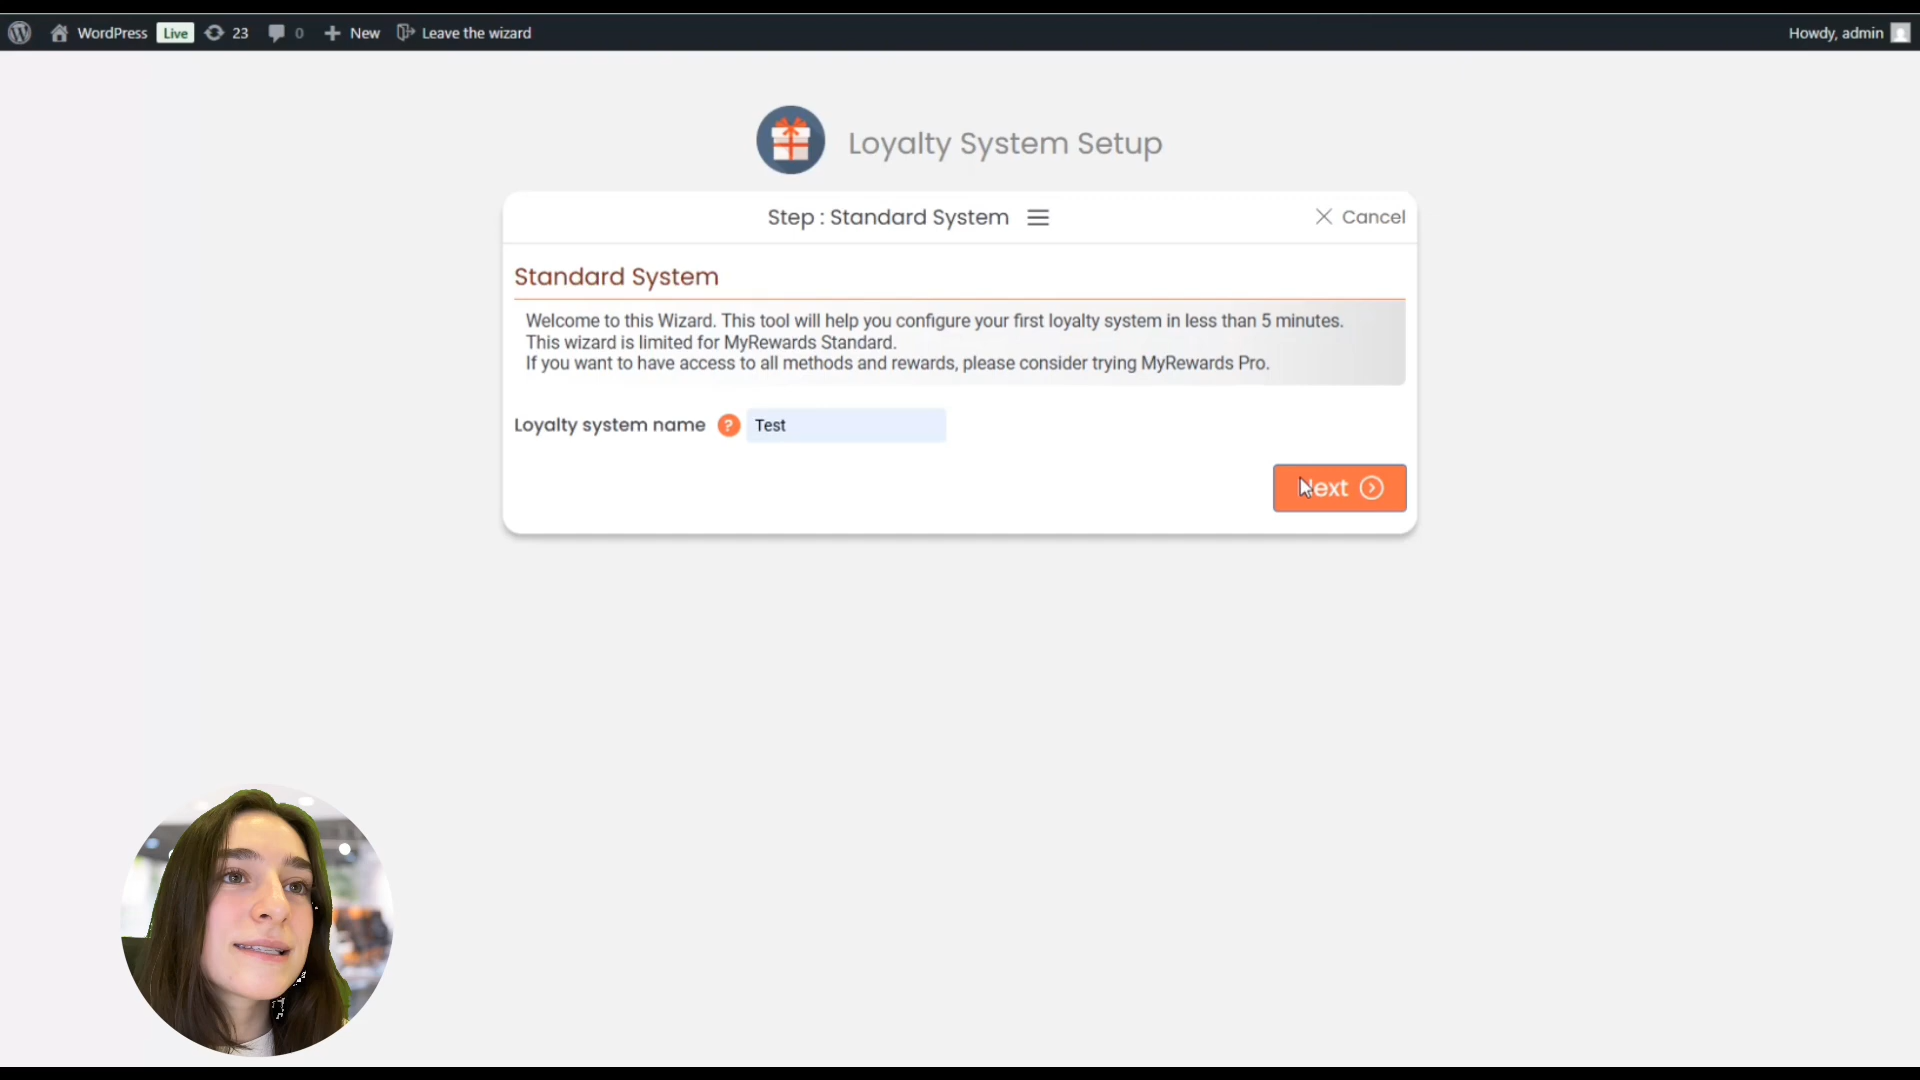 WordPress Live 23 0 New Leave the wizard Howdy, admin
Loyalty System Setup
Step : Standard System
Cancel
Standard System
Welcome to this Wizard. This tool will help you configure your first loyalty system in less than 5 minutes.
This wizard is limited for MyRewards Standard.
If you want to have access to all methods and rewards, please consider trying MyRewards Pro.
Loyalty system name ? Test
Next